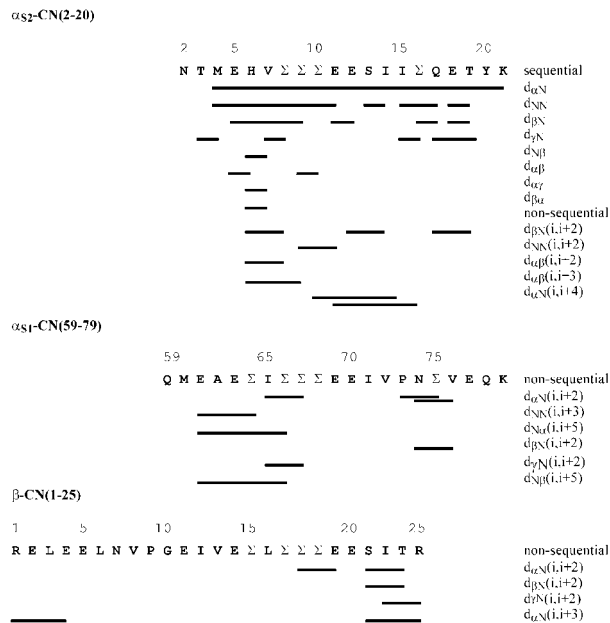 αS2-CN(2-20)
2 5 10 15 20
N T M E H V Σ Σ Σ E E S I I Σ Q E T Y K sequential
dαN
dNN
dβN
dγN
dNβ
dαβ
dαγ
dβα
non-sequential
dβN(i,i+2)
dNN(i,i+2)
dαβ(i,i+2)
dαβ(i,i+3)
dαN(i,i+4)
αS1-CN(59-79)
59 65 70 75
Q M E A E Σ I Σ Σ Σ E E I V P N Σ V E Q K non-sequential
dαN(i,i+2)
dNN(i,i+3)
dNα(i,i+5)
dβN(i,i+2)
dγN(i,i+2)
dNβ(i,i+5)
β-CN(1-25)
1 5 10 15 20 25
R E L E E L N V P G E I V E Σ L Σ Σ Σ E E S I T R non-sequential
dαN(i,i+2)
dβN(i,i+2)
dγN(i,i+2)
dαN(i,i+3)